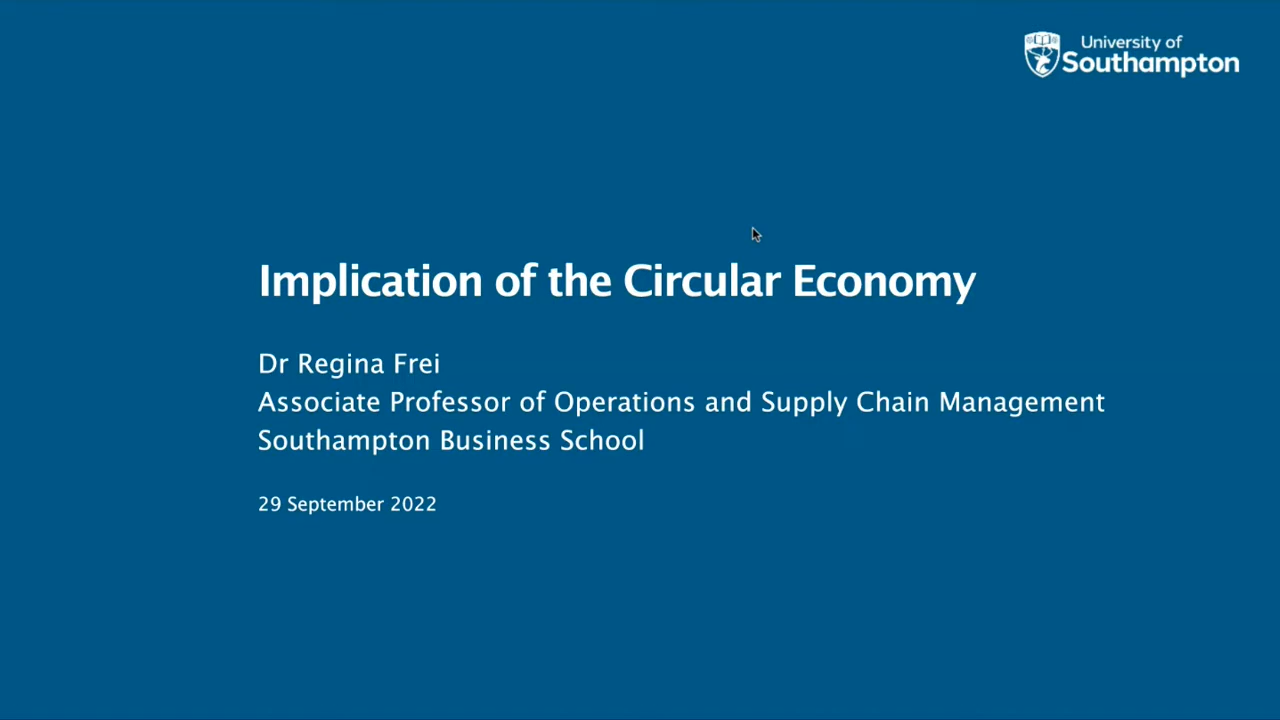 University of
Southampton
Implication of the Circular Economy
Dr Regina Frei
Associate Professor of Operations and Supply Chain Management
Southampton Business School
29 September 2022